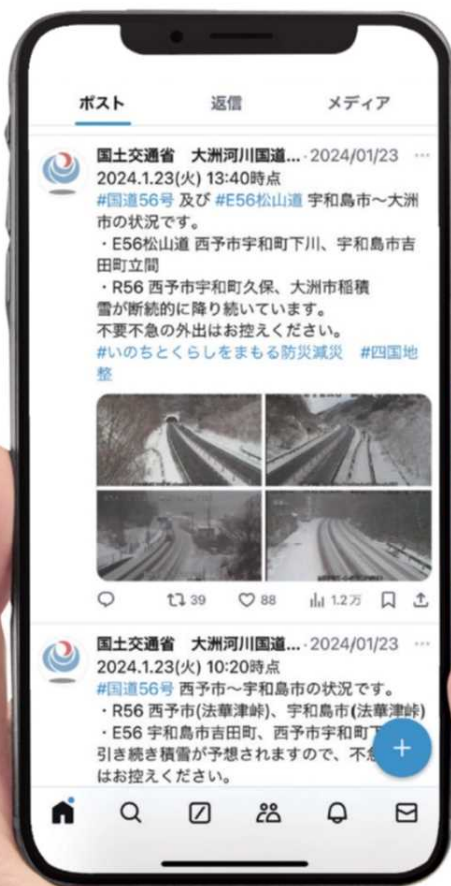 ポスト 返信 メディア
国土交通省 大洲河川国道...・2024/01/23 …
2024.1.23(火) 13:40時点
#国道56号 及び #E56松山道 宇和島市～大洲
市の状況です。
・E56松山道 西予市宇和町下川、宇和島市吉
田町立間
・R56 西予市宇和町久保、大洲市稲積
雪が断続的に降り続いています。
不要不急の外出はお控えください。
#いのちとくらしをまもる防災減災 #四国地
整
39 88 1.2万
国土交通省 大洲河川国道...・2024/01/23 …
2024.1.23(火) 10:20時点
#国道56号 西予市～宇和島市の状況です。
・R56 西予市(法華津峠)、宇和島市(法華津峠)
・E56 宇和島市吉田町、西予市宇和町
引き続き積雪が予想されますので、不
はお控えください。